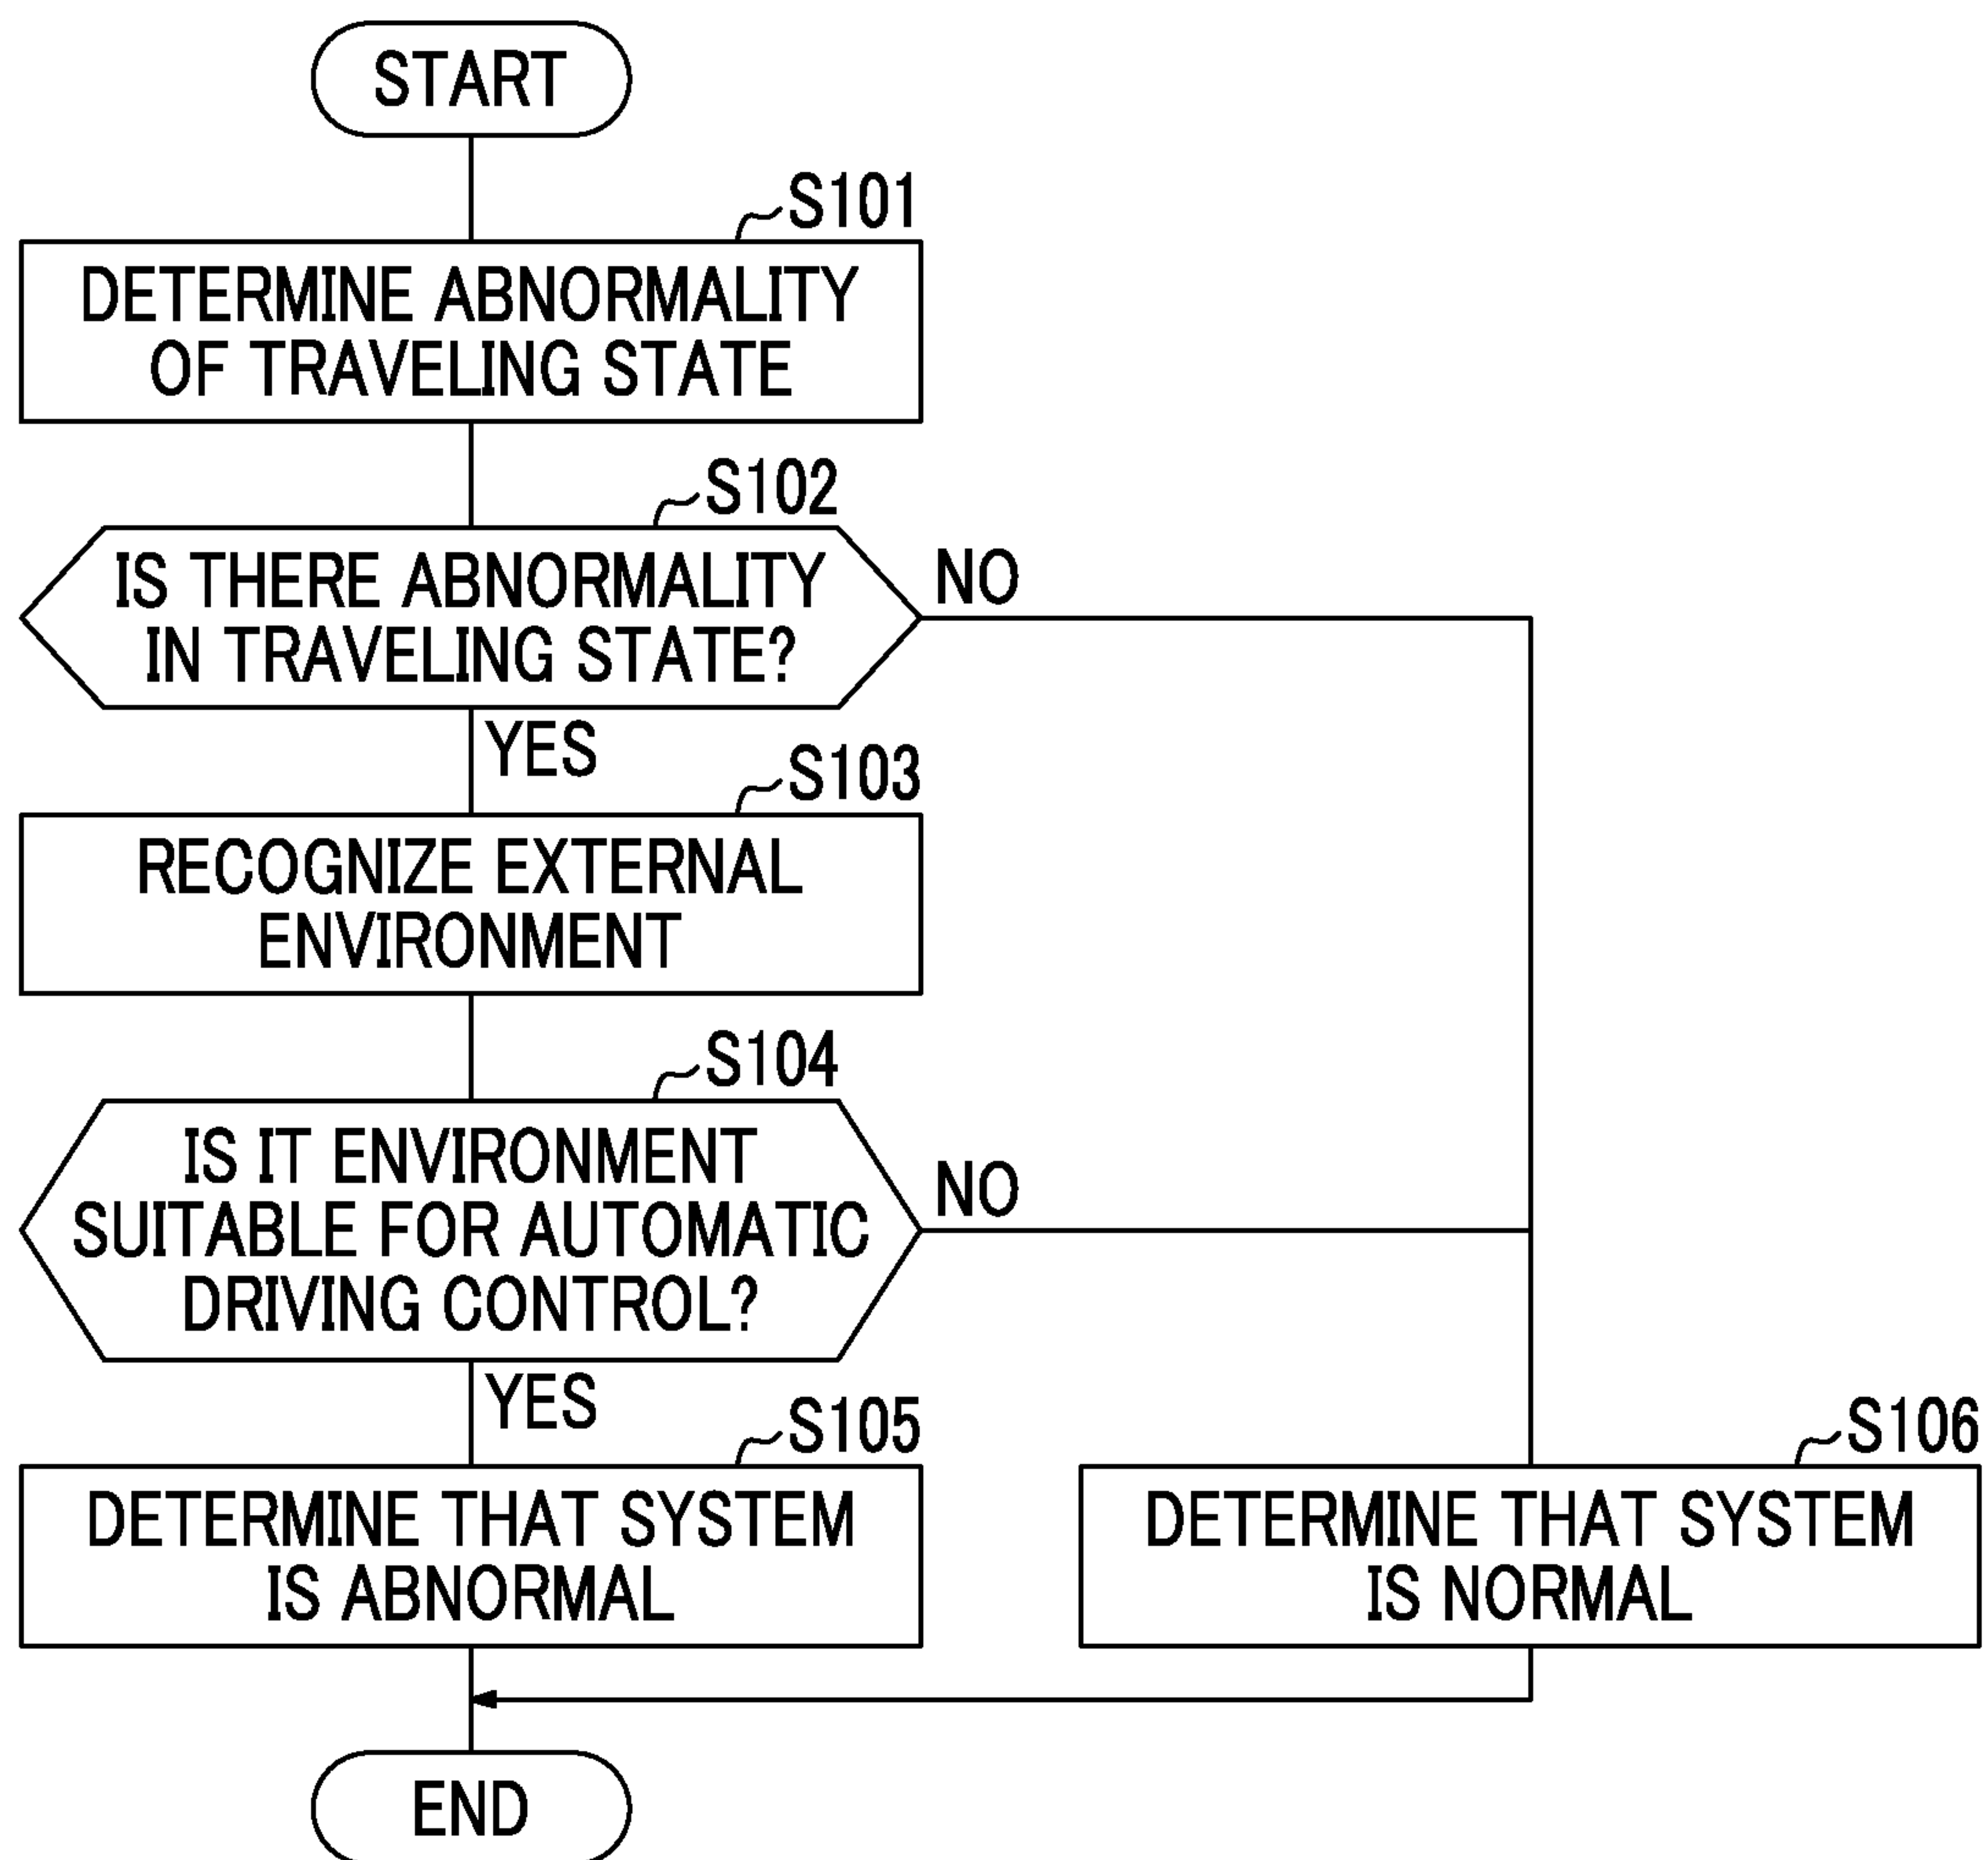 START
S101
DETERMINE ABNORMALITY
OF TRAVELING STATE
S102
IS THERE ABNORMALITY
IN TRAVELING STATE?
NO
YES
S103
RECOGNIZE EXTERNAL
ENVIRONMENT
S104
IS IT ENVIRONMENT
SUITABLE FOR AUTOMATIC
DRIVING CONTROL?
NO
YES
S105
DETERMINE THAT SYSTEM
IS ABNORMAL
S106
DETERMINE THAT SYSTEM
IS NORMAL
END